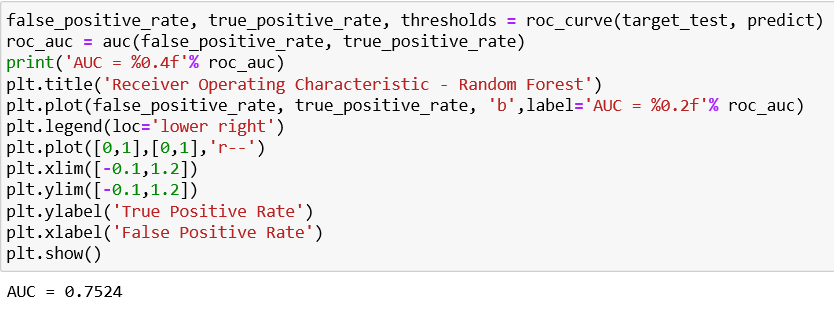 false_positive_rate, true_positive_rate, thresholds = roc_curve(target_test, predict)
roc_auc = auc(false_positive_rate, true_positive_rate)
print('AUC = %0.4f'% roc_auc)
plt.title('Receiver Operating Characteristic - Random Forest')
plt.plot(false_positive_rate, true_positive_rate, 'b',label='AUC = %0.2f'% roc_auc)
plt.legend(loc='lower right')
plt.plot([0,1],[0,1],'r--')
plt.xlim([-0.1,1.2])
plt.ylim([-0.1,1.2])
plt.ylabel('True Positive Rate')
plt.xlabel('False Positive Rate')
plt.show()
AUC = 0.7524